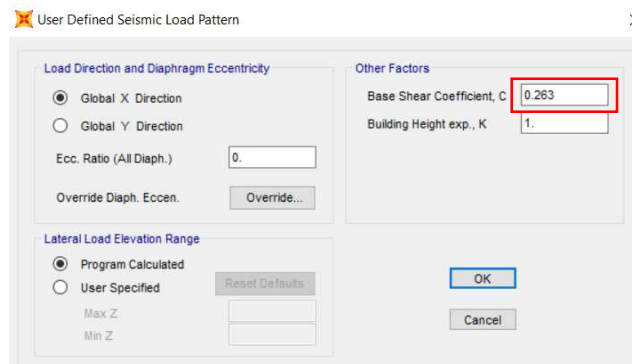 User Defined Seismic Load Pattern
Load Direction and Diaphragm Eccentricity
Global X Direction
Global Y Direction
Ecc. Ratio (All Diaph.) 0.
Override Diaph. Eccen. Override...
Other Factors
Base Shear Coefficient, C 0.263
Building Height exp., K 1.
Lateral Load Elevation Range
Program Calculated
User Specified Reset Defaults
Max Z
Min Z
OK
Cancel